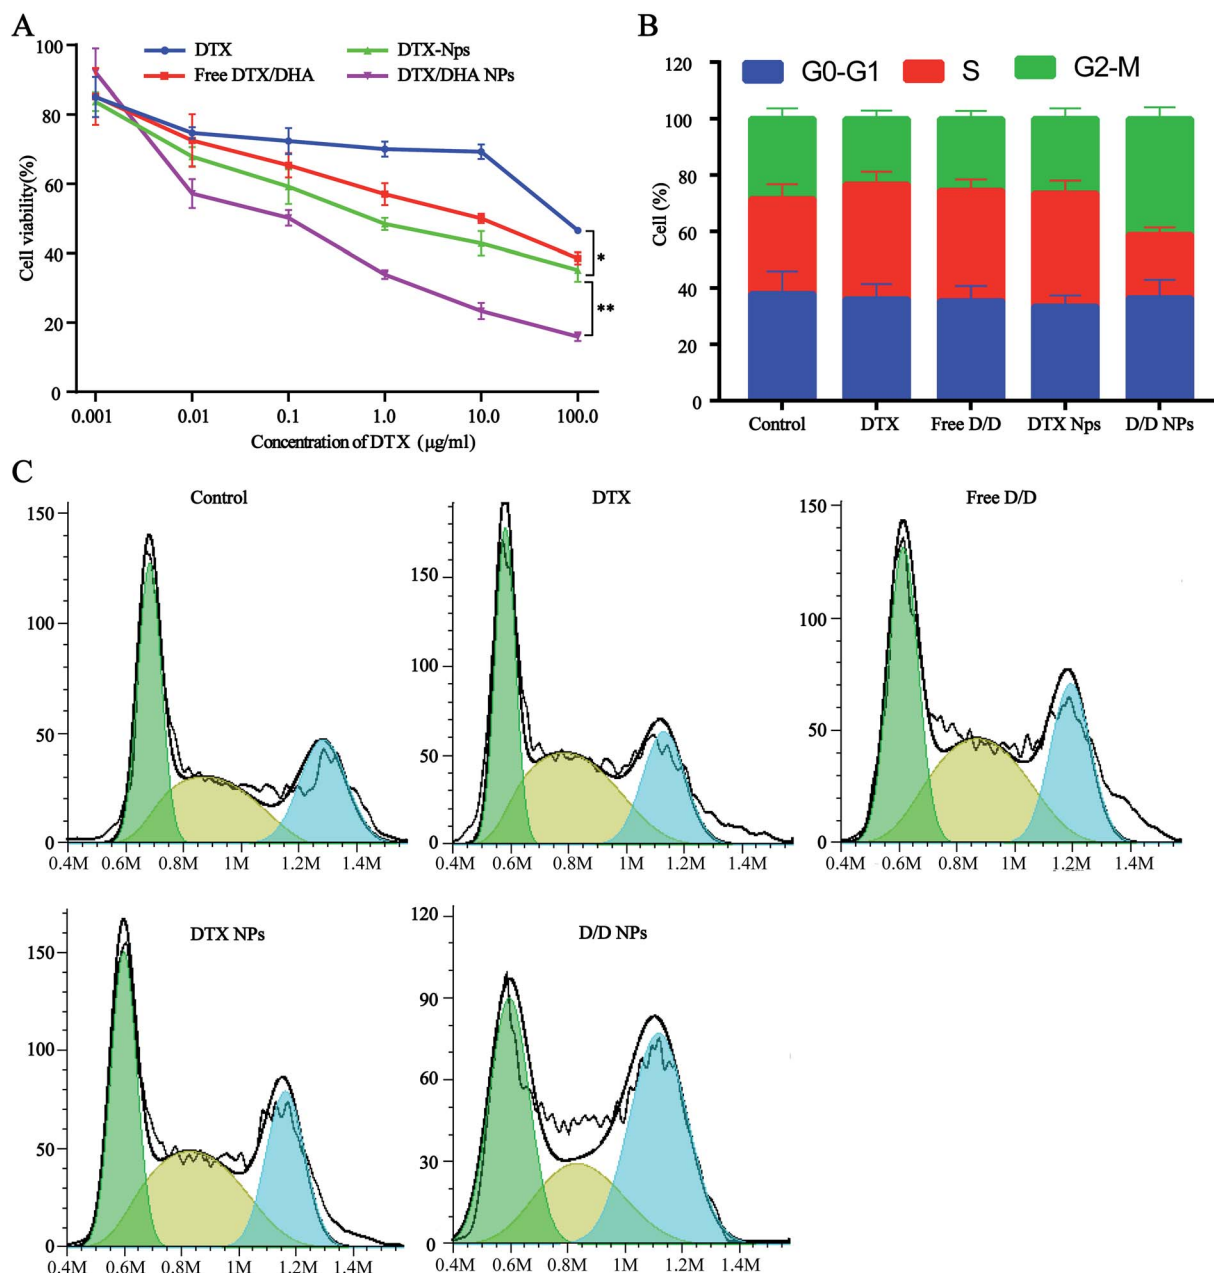 A
DTX
DTX-Nps
Free DTX/DHA
DTX/DHA NPs
100
80
60
40
20
0
Cell viability(%)
*
**
0.001 0.01 0.1 1.0 10.0 100.0
Concentration of DTX (μg/ml)
B
G0-G1 S G2-M
120
100
80
60
40
20
0
Cell (%)
Control DTX Free D/D DTX Nps D/D NPs
C
Control
150
100
50
0
0.4M 0.6M 0.8M 1M 1.2M 1.4M
DTX
150
100
50
0
0.4M 0.6M 0.8M 1M 1.2M 1.4M
Free D/D
150
100
50
0
0.4M 0.6M 0.8M 1M 1.2M 1.4M
DTX NPs
150
100
50
0
0.4M 0.6M 0.8M 1M 1.2M 1.4M
D/D NPs
120
90
60
30
0
0.4M 0.6M 0.8M 1M 1.2M 1.4M